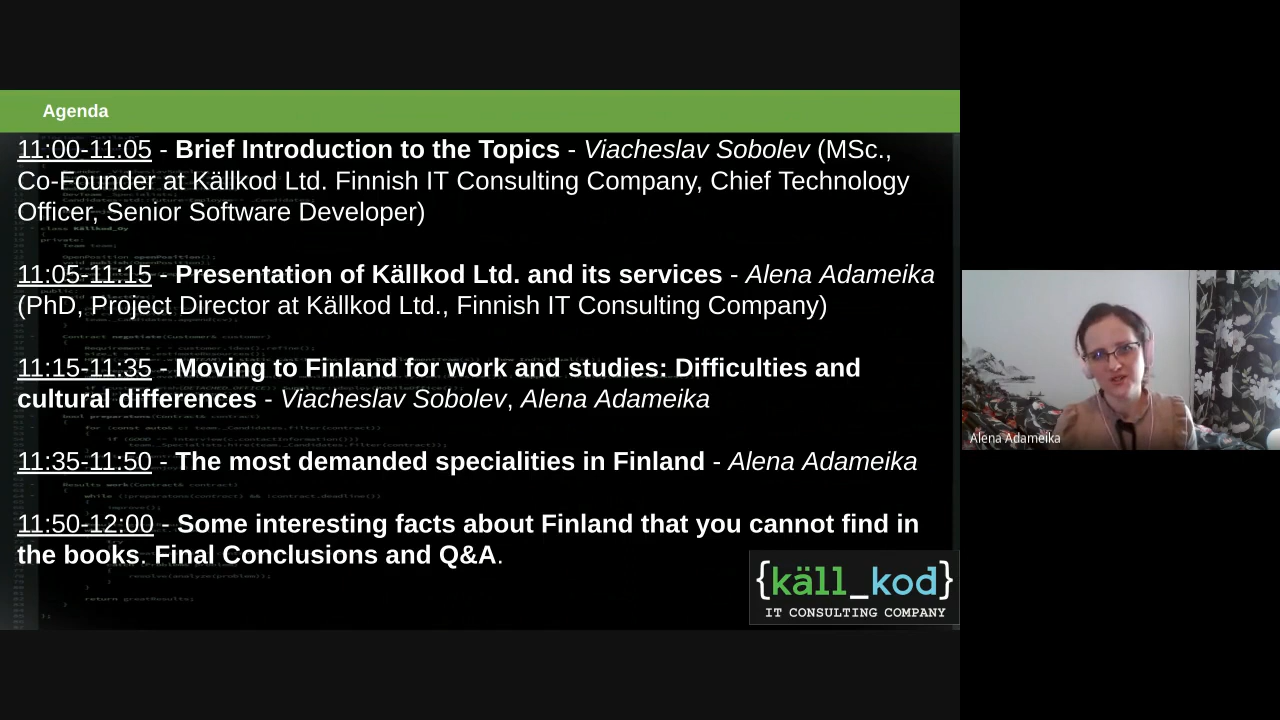 Agenda
11:00-11:05 - Brief Introduction to the Topics - Viacheslav Sobolev (MSc.,
Co-Founder at Källkod Ltd. Finnish IT Consulting Company, Chief Technology
Officer, Senior Software Developer)
11:05-11:15 - Presentation of Källkod Ltd. and its services - Alena Adameika
(PhD, Project Director at Källkod Ltd., Finnish IT Consulting Company)
11:15-11:35 - Moving to Finland for work and studies: Difficulties and
cultural differences - Viacheslav Sobolev, Alena Adameika
11:35-11:50 - The most demanded specialities in Finland - Alena Adameika
11:50-12:00 - Some interesting facts about Finland that you cannot find in
the books. Final Conclusions and Q&A.
{käll_kod}
IT CONSULTING COMPANY
Alena Adameika